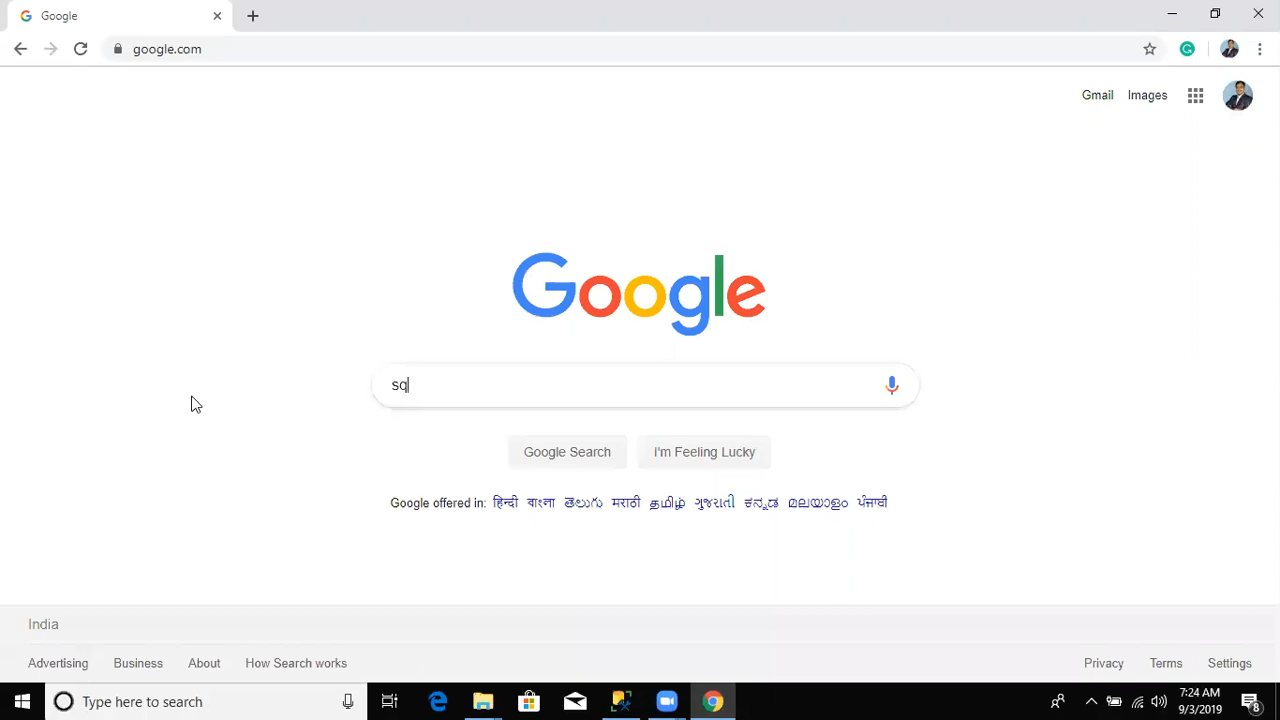 Google
google.com
Gmail Images
Google
sq
Google Search I'm Feeling Lucky
Google offered in: हिन्दी বাংলা తెలుగు मराठी தமிழ் ગુજરાતી ಕನ್ನಡ മലയാളം ਪੰਜਾਬੀ
India
Advertising Business About How Search works Privacy Terms Settings
Type here to search
7:24 AM
9/3/2019
8